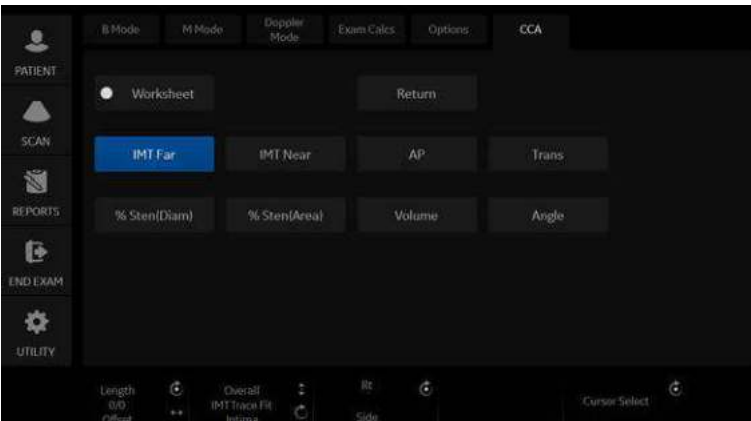 B Mode
M Mode
Doppler
Mode
Exam Calcs
Options
CCA
PATIENT
Worksheet
Return
SCAN
IMT Far
IMT Near
AP
Trans
REPORTS
% Sten(Diam)
% Sten(Area)
Volume
Angle
END EXAM
UTILITY
Length
0/0
Offset
Overall
IMT Trace Fit
Intima
Rt
Side
Cursor Select